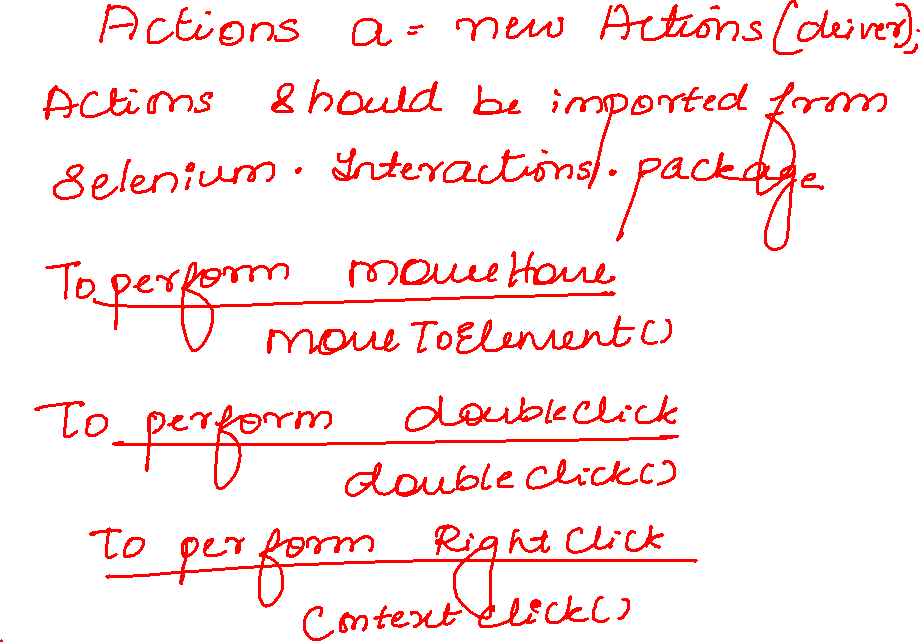 Actions a = new Actions(driver);
Actions should be imported from
Selenium. Interactions. package
To perform mouseHover
moveToElement()
To perform doubleclick
doubleClick()
To perform Right Click
Context click()